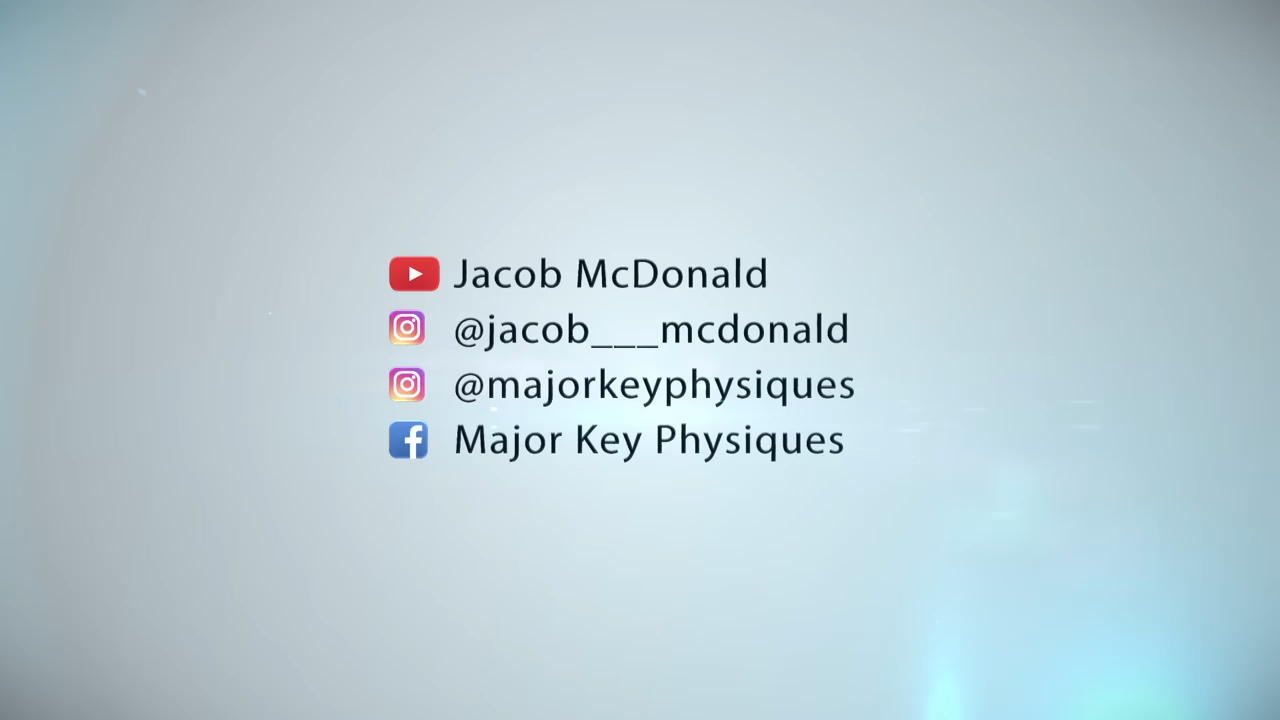 Jacob McDonald
@jacob___mcdonald
@majorkeyphysiques
Major Key Physiques